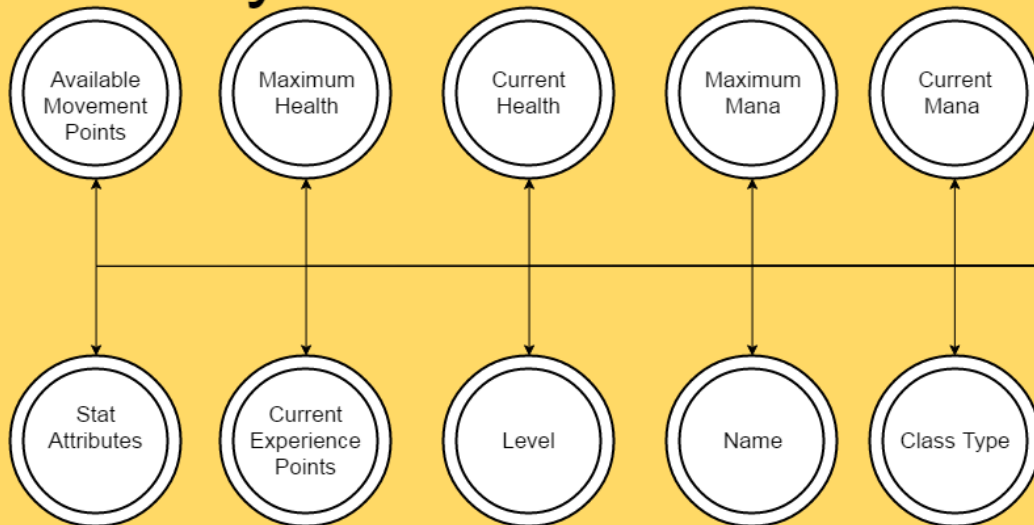 Available
Movement
Points
Maximum
Health
Current
Health
Maximum
Mana
Current
Mana
Stat
Attributes
Current
Experience
Points
Level
Name
Class Type